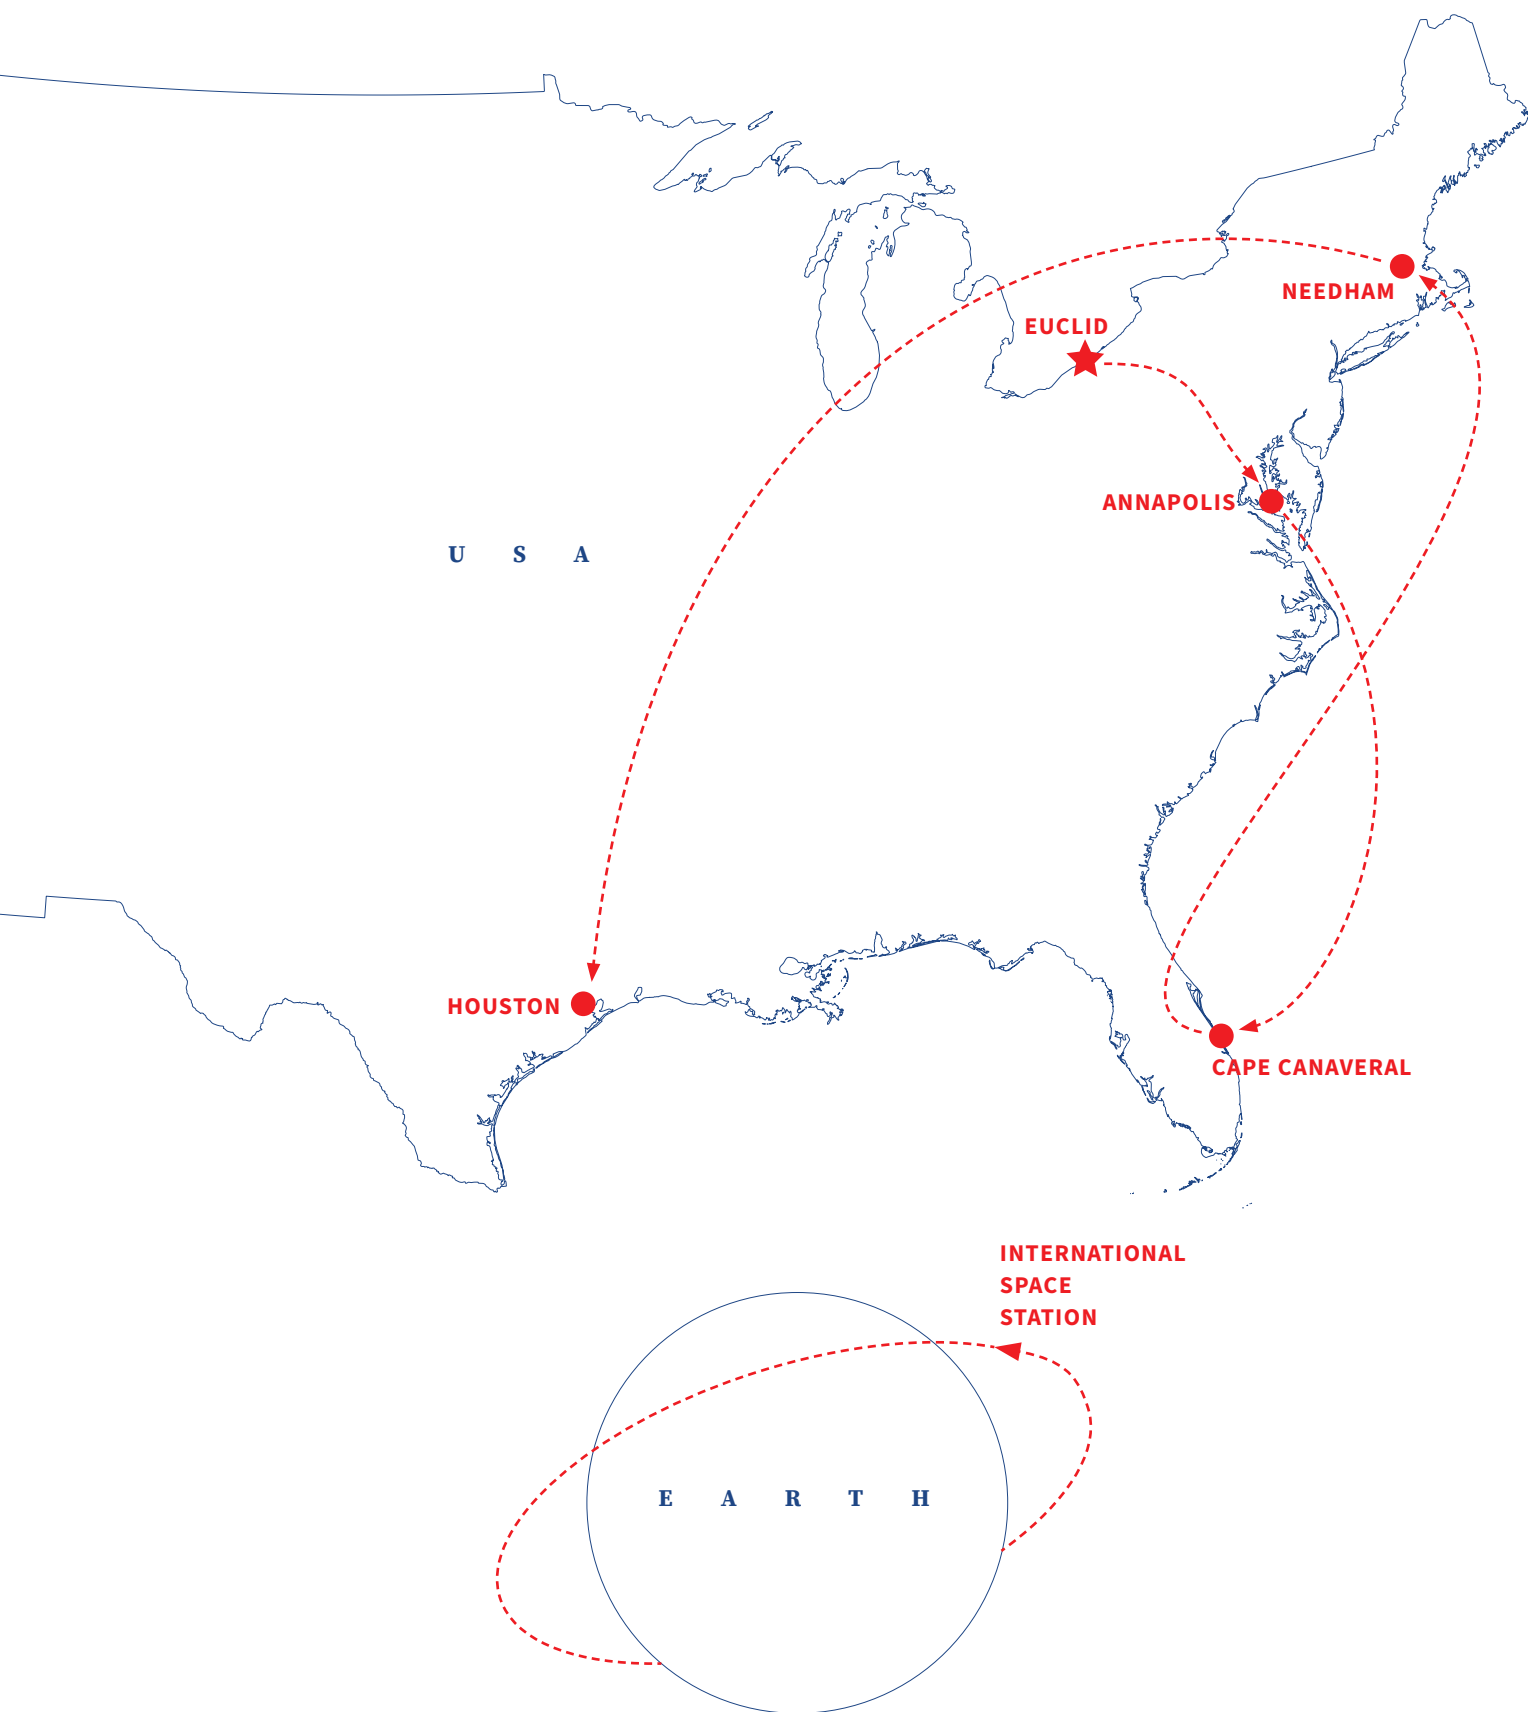 NEEDHAM
EUCLID
ANNAPOLIS
U S A
HOUSTON
CAPE CANAVERAL
INTERNATIONAL
SPACE
STATION
E A R T H